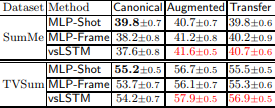 Dataset Method Canonical Augmented Transfer
MLP-Shot 39.8±0.7 40.7±0.7 39.8±0.6
SumMe MLP-Frame 38.2±0.8 41.2±0.8 40.2±0.9
vsLSTM 37.6±0.8 41.6±0.5 40.7±0.6
MLP-Shot 55.2±0.5 56.7±0.5 55.5±0.5
TVSum MLP-Frame 53.7±0.7 56.1±0.7 55.3±0.6
vsLSTM 54.2±0.7 57.9±0.5 56.9±0.5